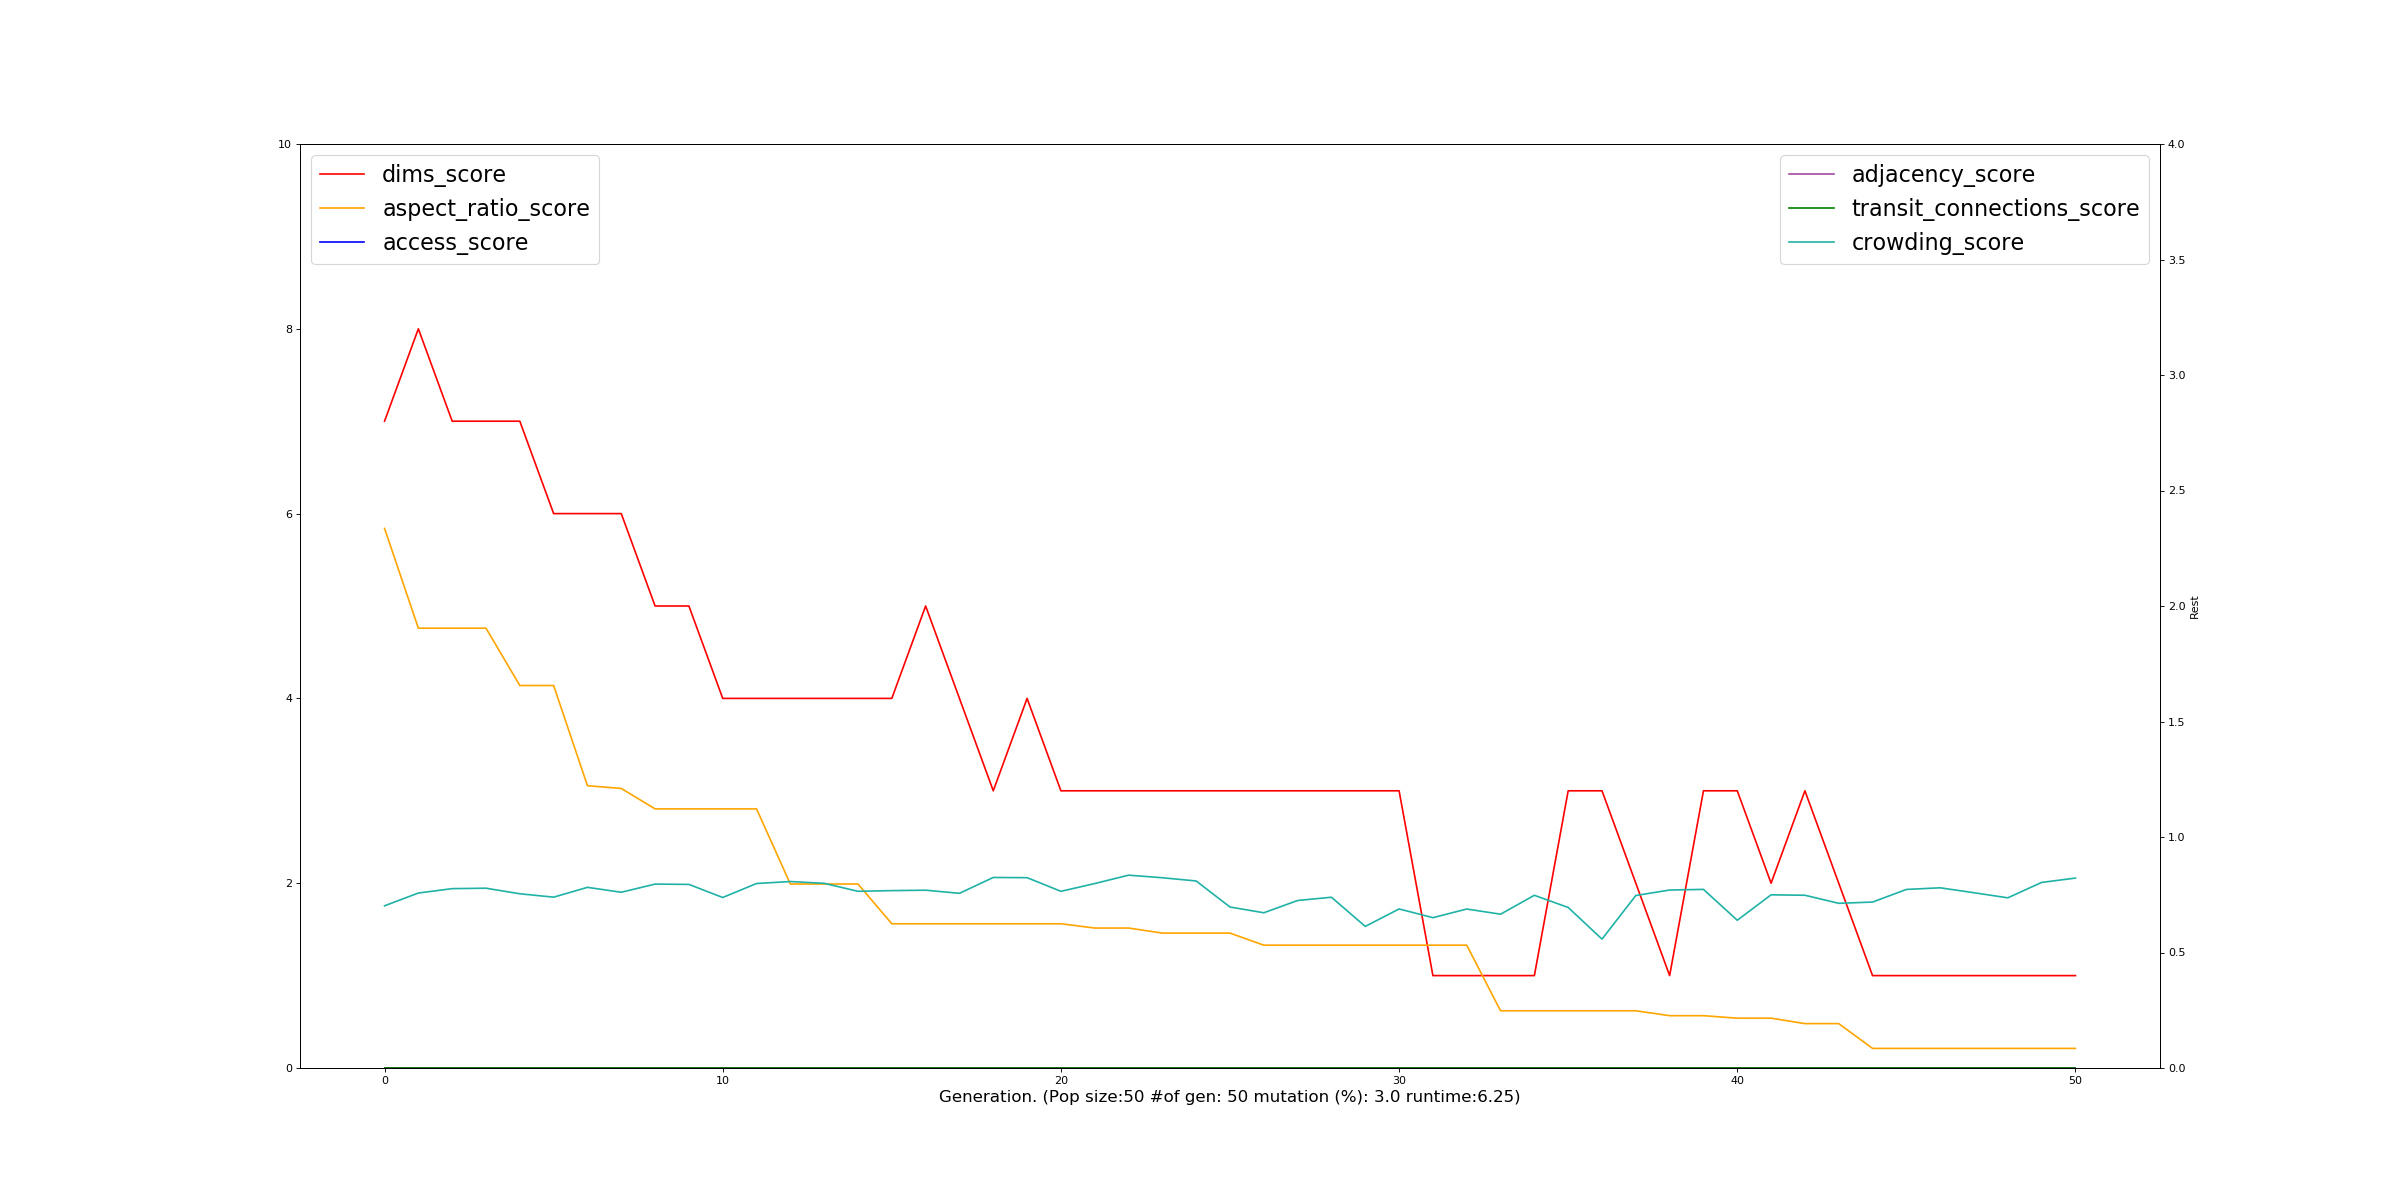 dims_score
aspect_ratio_score
access_score
adjacency_score
transit_connections_score
crowding_score
10
8
6
4
2
0
4.0
3.5
3.0
2.5
2.0
1.5
1.0
0.5
0.0
Rest
0 10 20 30 40 50
Generation. (Pop size:50 #of gen: 50 mutation (%): 3.0 runtime:6.25)